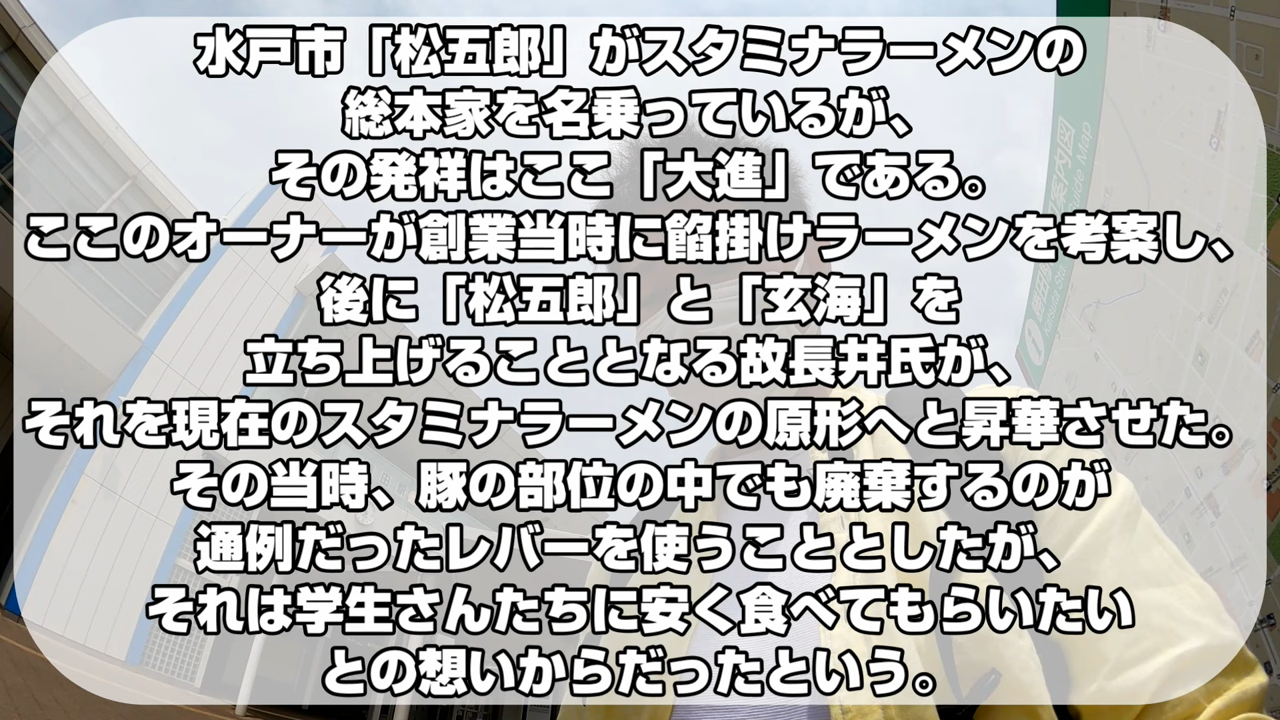 水戸市「松五郎」がスタミナラーメンの
総本家を名乗っているが、
その発祥はここ「大進」である。
ここのオーナーが創業当時に餡掛けラーメンを考案し、
後に「松五郎」と「玄海」を
立ち上げることとなる故長井氏が、
それを現在のスタミナラーメンの原形へと昇華させた。
その当時、豚の部位の中でも廃棄するのが
通例だったレバーを使うこととしたが、
それは学生さんたちに安く食べてもらいたい
との想いからだったという。